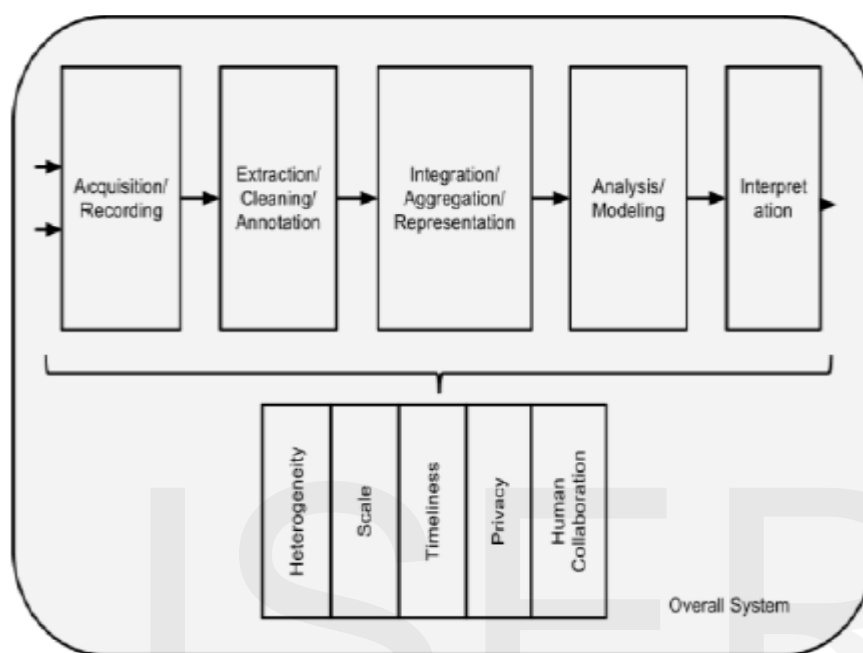 Acquisition/
Recording
Extraction/
Cleaning/
Annotation
Integration/
Aggregation/
Representation
Analysis/
Modeling
Interpret
ation
Heterogeneity
Scale
Timeliness
Privacy
Human
Collaboration
Overall System